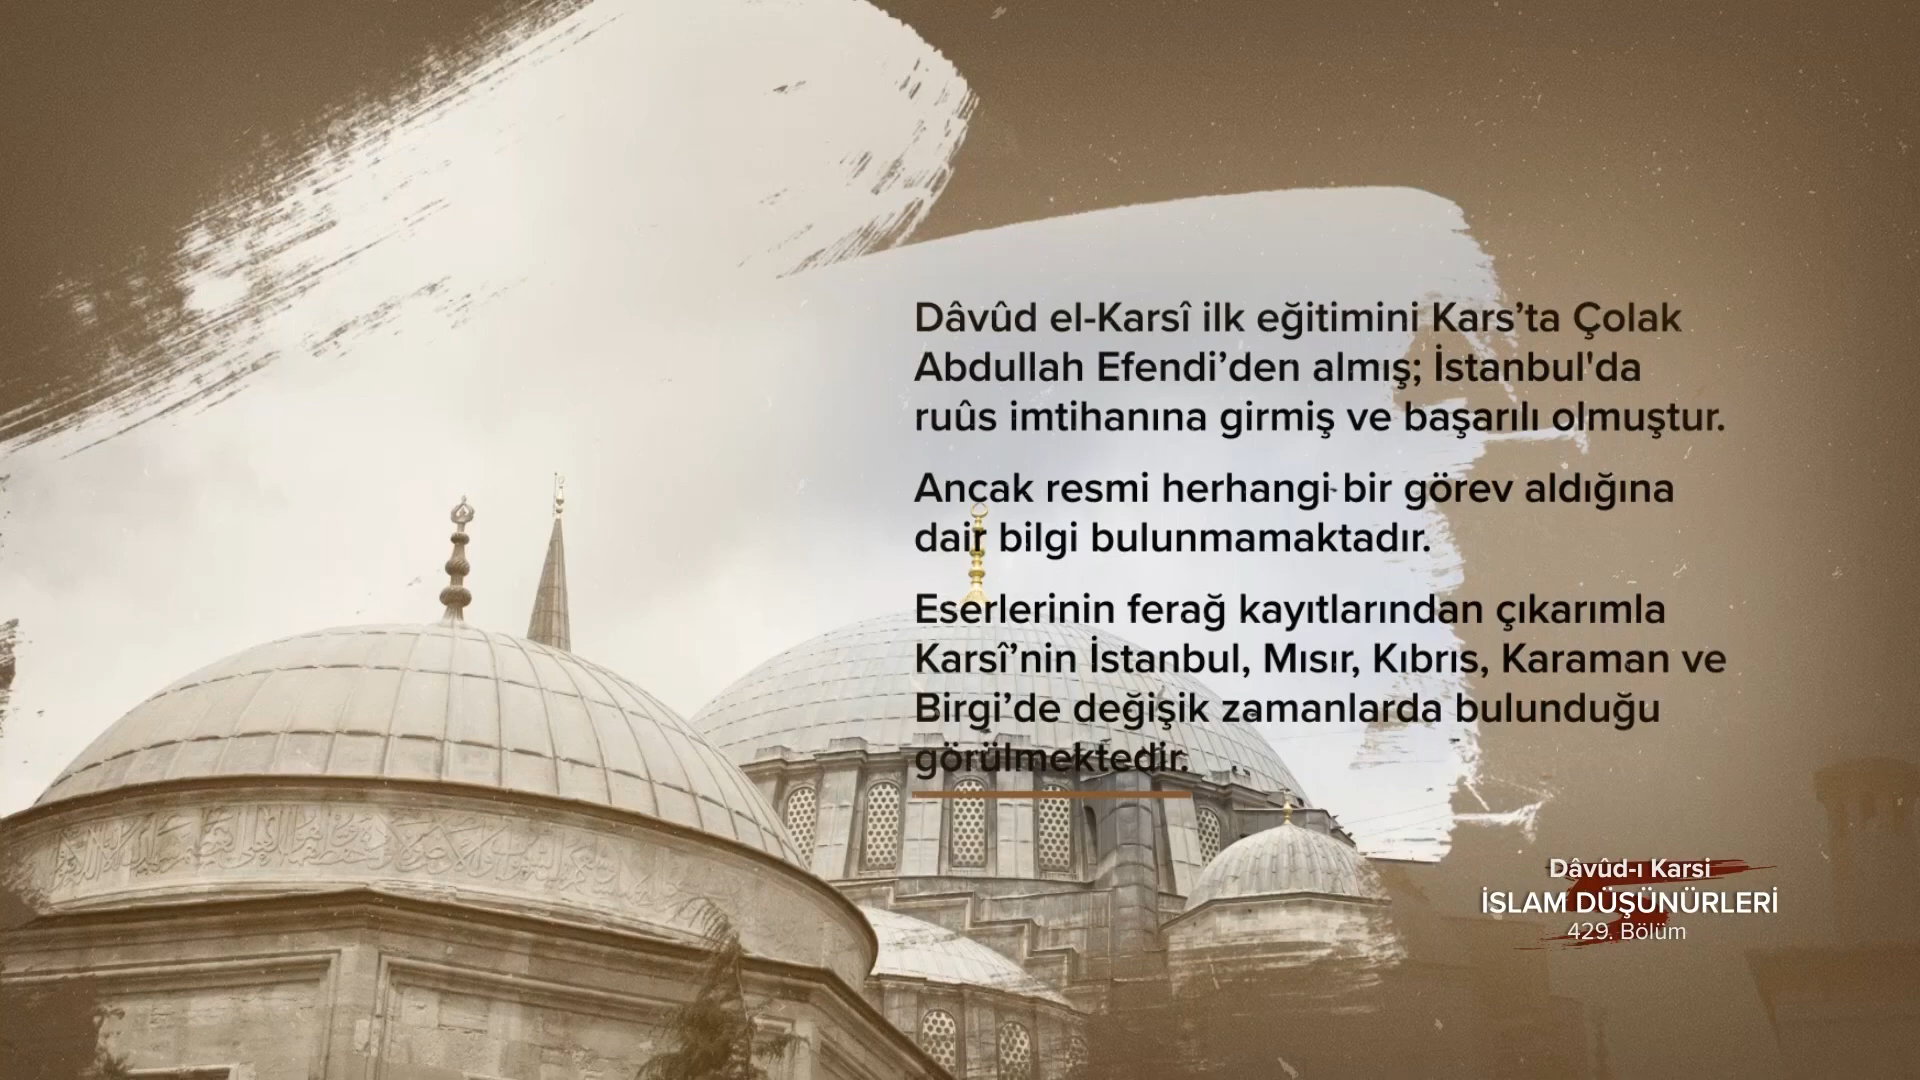 Dâvûd el-Karsî ilk eğitimini Kars’ta Çolak
Abdullah Efendi’den almış; İstanbul'da
ruûs imtihanına girmiş ve başarılı olmuştur.
Ancak resmi herhangi bir görev aldığına
dair bilgi bulunmamaktadır.
Eserlerinin ferağ kayıtlarından çıkarımla
Karsî’nin İstanbul, Mısır, Kıbrıs, Karaman ve
Birgi’de değişik zamanlarda bulunduğu
görülmektedir.
Dâvûd-ı Karsi
İSLAM DÜŞÜNÜRLERİ
429. Bölüm